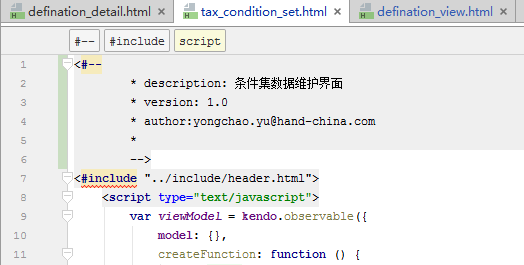 defination_detail.html × tax_condition_set.html × defination_view.html ×
#-- #include script
1 <#--
2 * description: 条件集数据维护界面
3 * version: 1.0
4 * author:yongchao.yu@hand-china.com
5 *
6 -->
7 <#include "../include/header.html">
8 <script type="text/javascript">
9 var viewModel = kendo.observable({
10 model: {},
11 createFunction: function () {